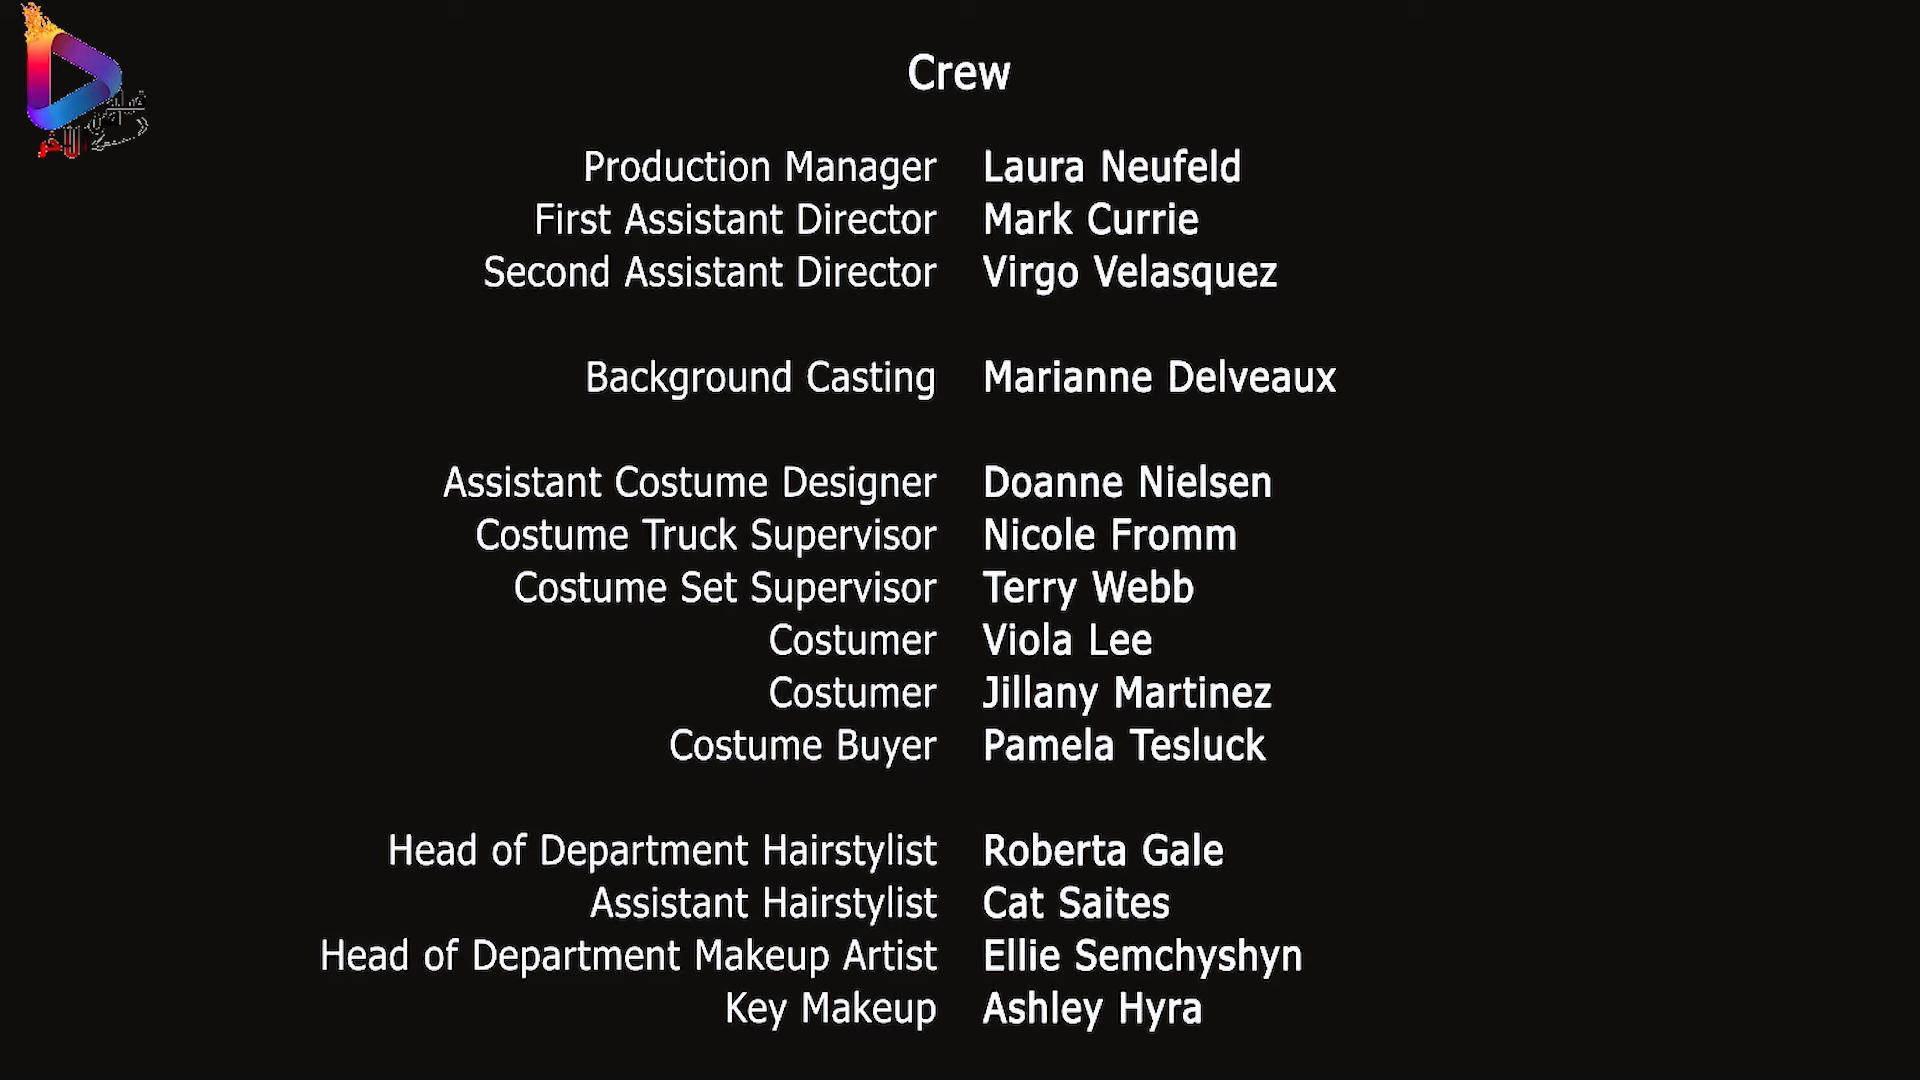 Crew
Production Manager Laura Neufeld
First Assistant Director Mark Currie
Second Assistant Director Virgo Velasquez
Background Casting Marianne Delveaux
Assistant Costume Designer Doanne Nielsen
Costume Truck Supervisor Nicole Fromm
Costume Set Supervisor Terry Webb
Costumer Viola Lee
Costumer Jillany Martinez
Costume Buyer Pamela Tesluck
Head of Department Hairstylist Roberta Gale
Assistant Hairstylist Cat Saites
Head of Department Makeup Artist Ellie Semchyshyn
Key Makeup Ashley Hyra